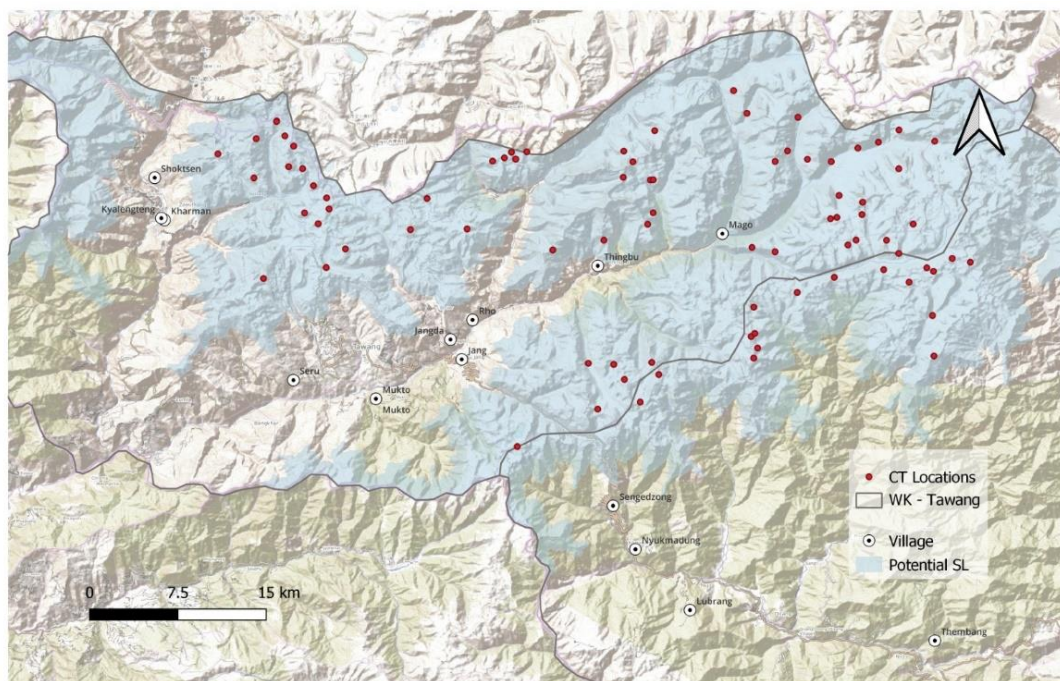 Shoktsen
Kyalengteng
Kharman
Mago
Thingbu
Rho
Jangda
Jang
Tawang
Seru
Mukto
Mukto
CT Locations
WK - Tawang
Sengedzong
Village
Nyukmadung
Potential SL
0 7.5 15 km
Lubrang
Thembang